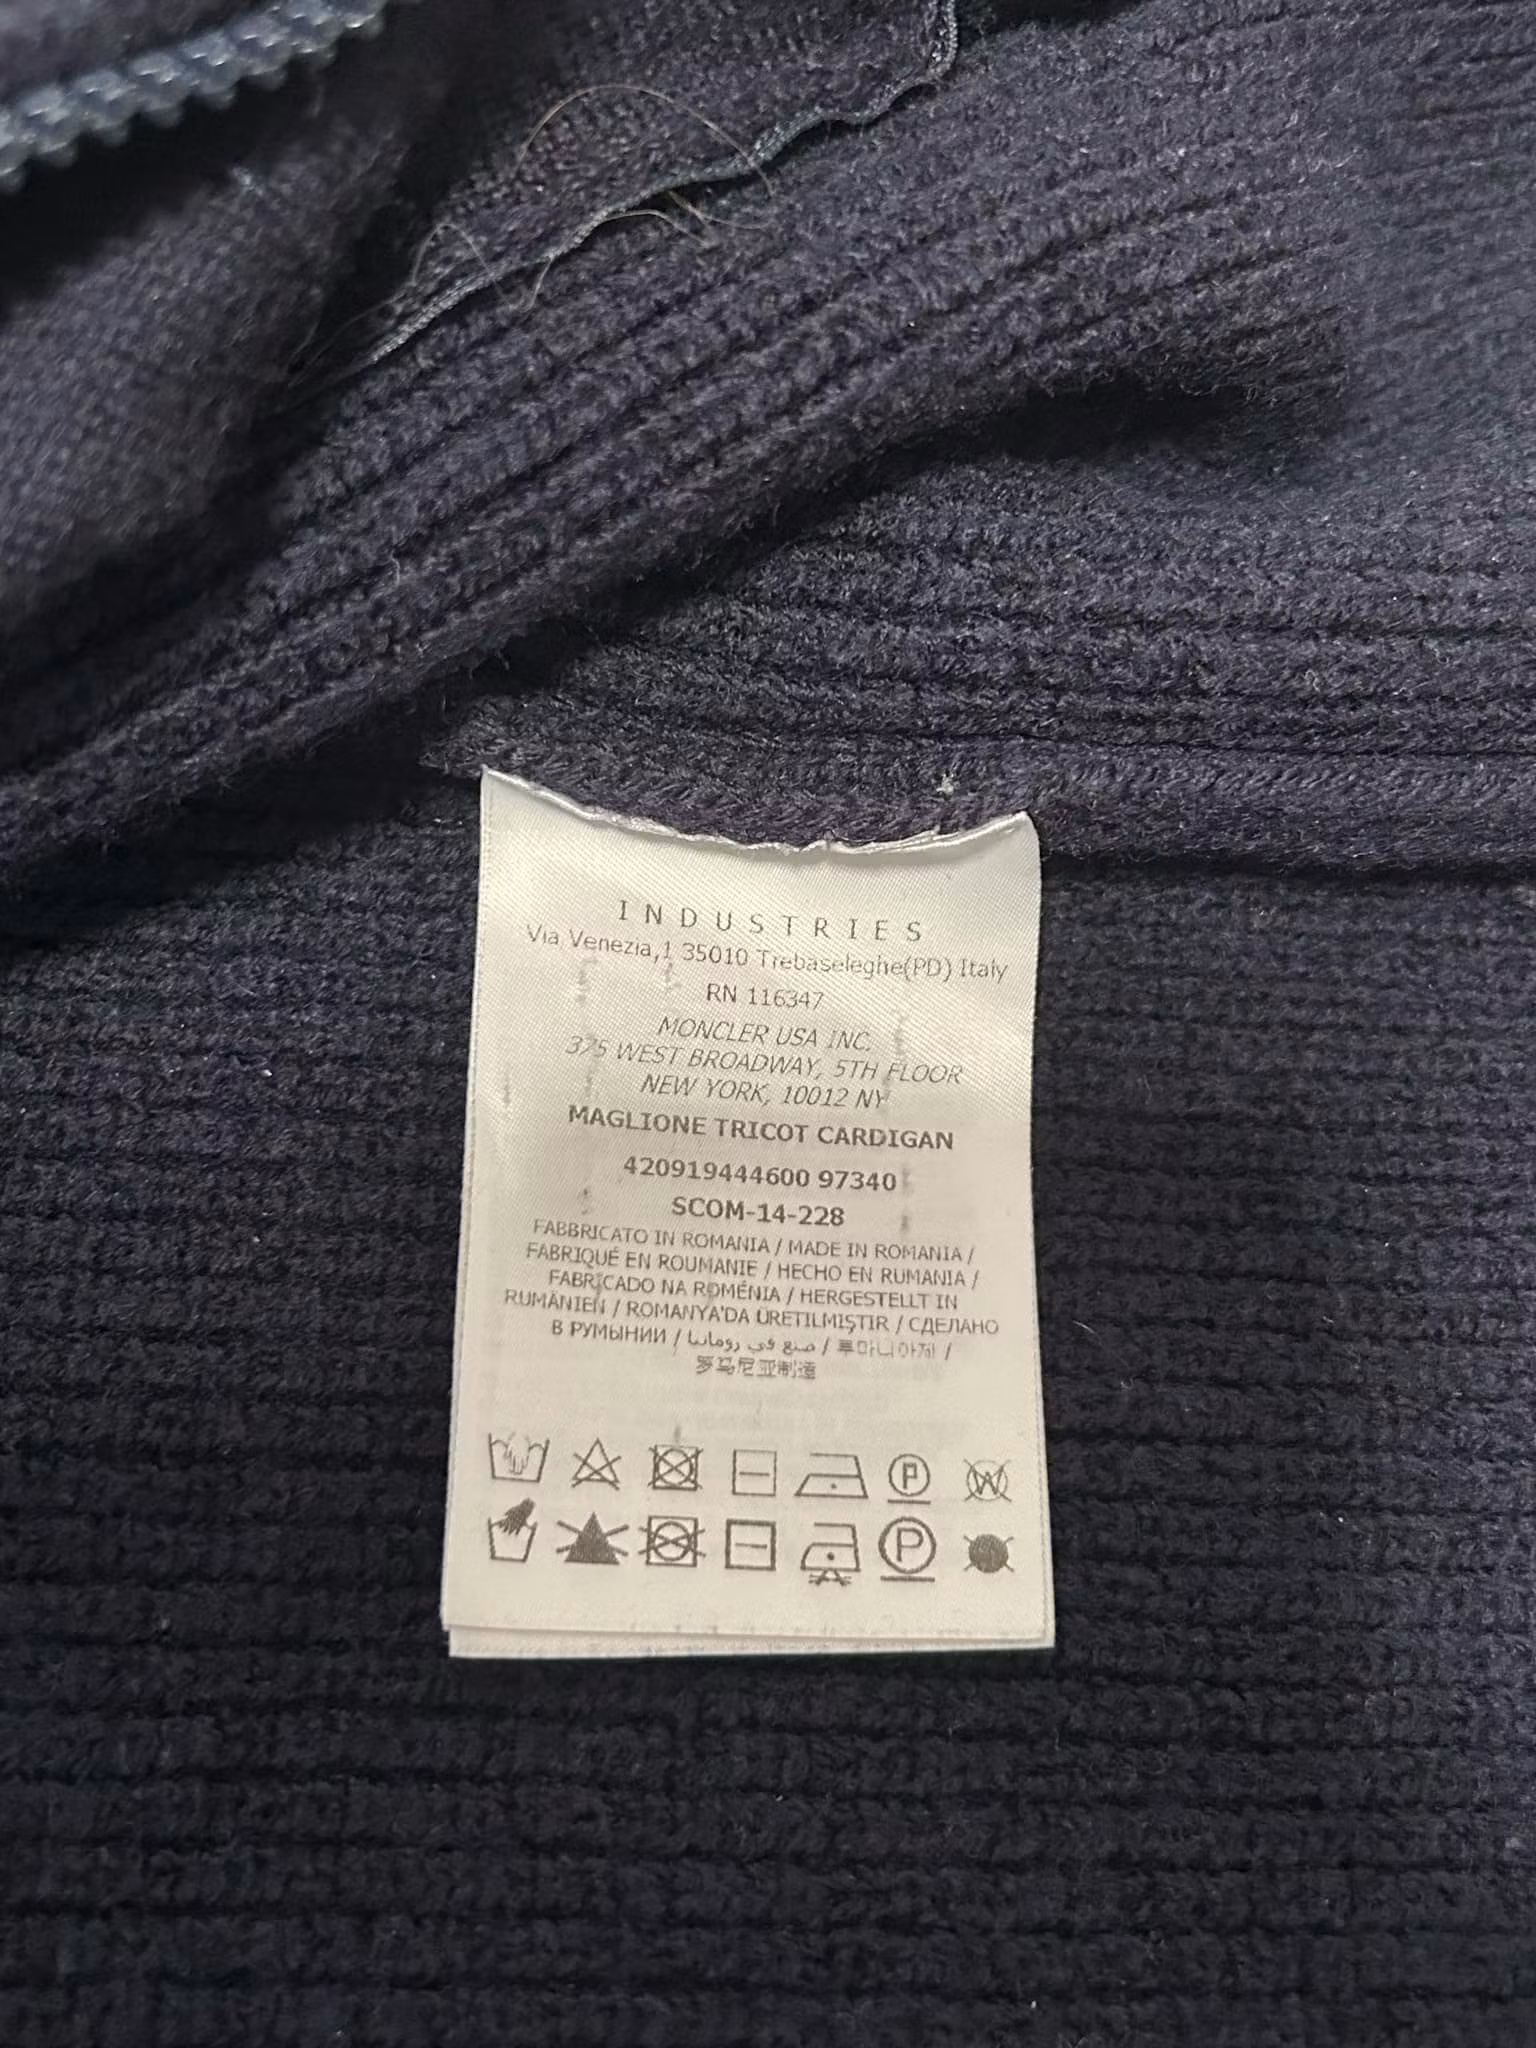 INDUSTRIES
Via Venezia,1 35010 Trebaseleghe(PD) Italy
RN 116347
MONCLER USA INC.
375 WEST BROADWAY, 5TH FLOOR
NEW YORK, 10012 NY
MAGLIONE TRICOT CARDIGAN
420919444600 97340
SCOM-14-228
FABBRICATO IN ROMANIA / MADE IN ROMANIA /
FABRIQUÉ EN ROUMANIE / HECHO EN RUMANIA /
FABRICADO NA ROMÉNIA / HERGESTELLT IN
RUMÄNIEN / ROMANYA'DA ÜRETILMIŞTIR / СДЕЛАНО
В РУМЫНИИ / صنع في رومانيا / 루마니아제 /
罗马尼亚制造
P W
P